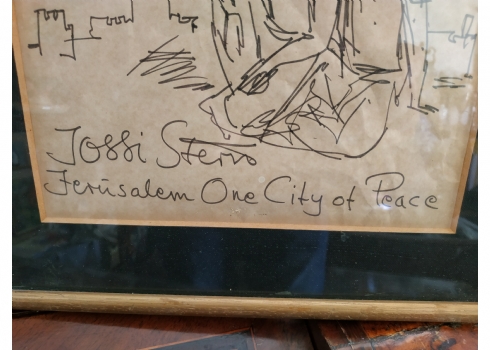 Jossi Stern
Jerusalem One City of Peace